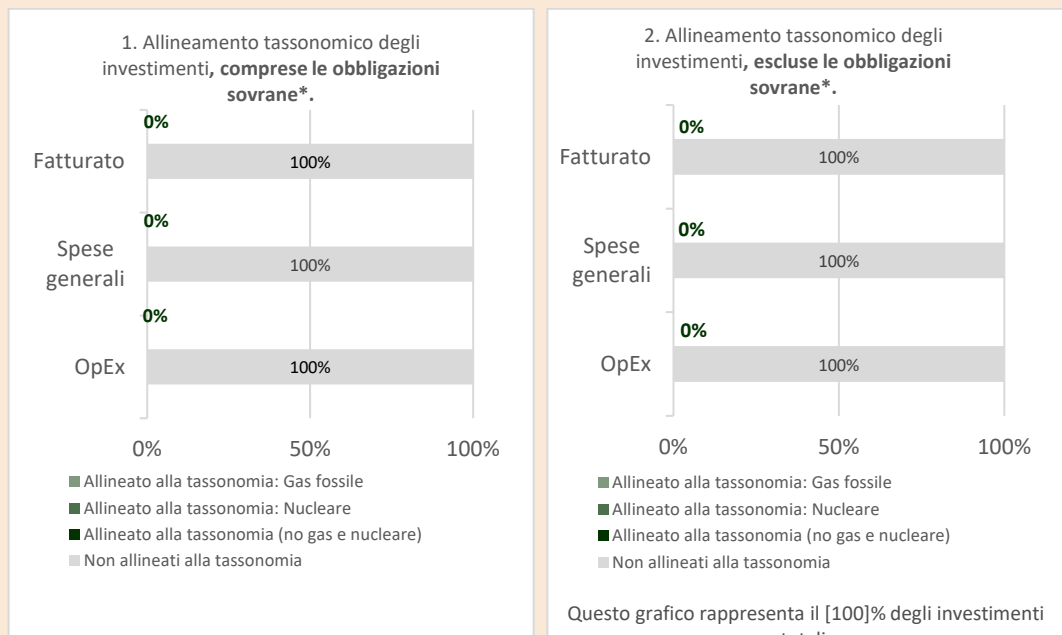 1. Allineamento tassonomico degli
investimenti, comprese le obbligazioni
sovrane*.
0%
Fatturato
100%
0%
Spese
generali
100%
0%
OpEx
100%
0%
50%
100%
Allineato alla tassonomia: Gas fossile
Allineato alla tassonomia: Nucleare
Allineato alla tassonomia (no gas e nucleare)
Non allineati alla tassonomia
2. Allineamento tassonomico degli
investimenti, escluse le obbligazioni
sovrane*.
0%
Fatturato
100%
0%
Spese
generali
100%
0%
OpEx
100%
0%
50%
100%
Allineato alla tassonomia: Gas fossile
Allineato alla tassonomia: Nucleare
Allineato alla tassonomia (no gas e nucleare)
Non allineati alla tassonomia
Questo grafico rappresenta il [100]% degli investimenti